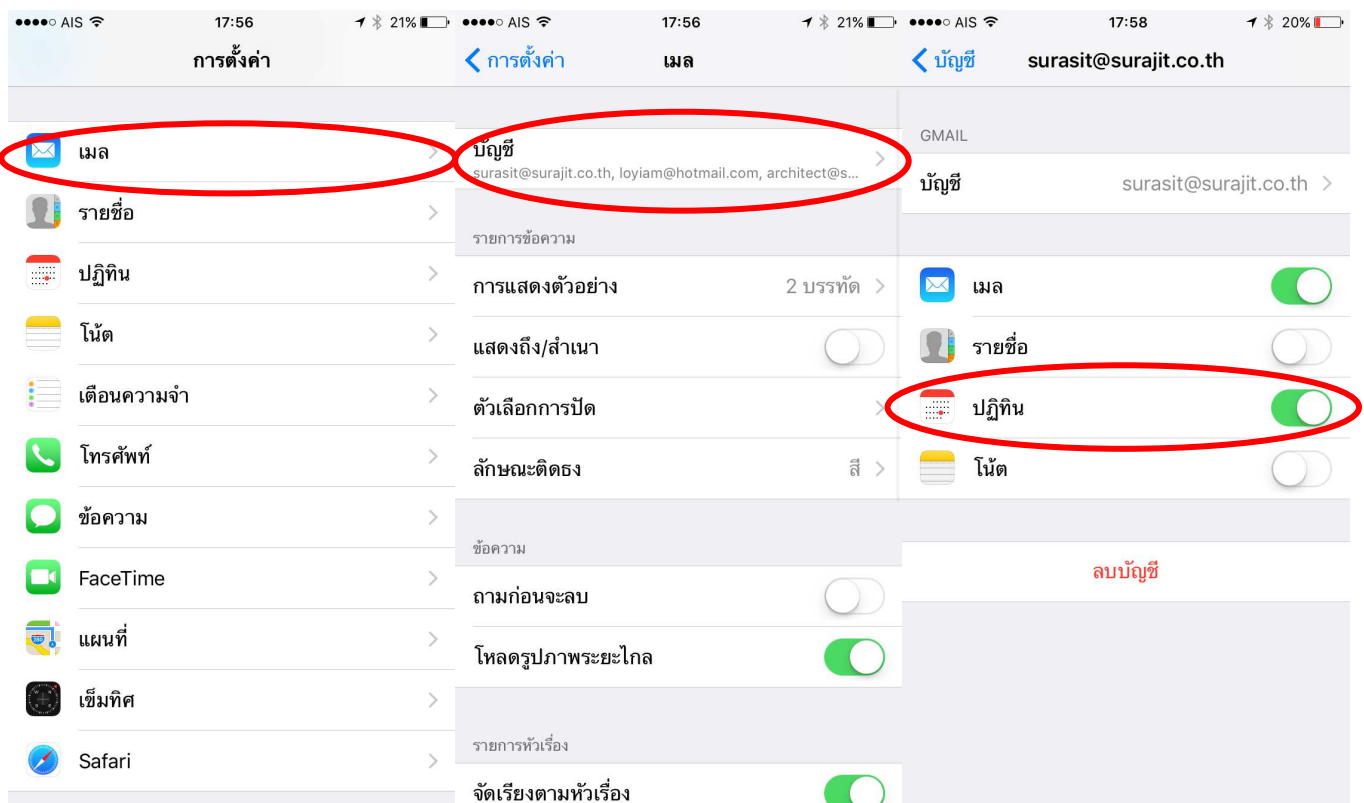 AIS 17:56 21%
การตั้งค่า
เมล
รายชื่อ
ปฏิทิน
โน้ต
เตือนความจำ
โทรศัพท์
ข้อความ
FaceTime
แผนที่
เข็มทิศ
Safari
AIS 17:56 21%
การตั้งค่า เมล
บัญชี
surasit@surajit.co.th, loyiam@hotmail.com, architect@s...
รายการข้อความ
การแสดงตัวอย่าง 2 บรรทัด
แสดงถึง/สำเนา
ตัวเลือกการปัด
ลักษณะติดธง สี
ข้อความ
ถามก่อนจะลบ
โหลดรูปภาพระยะไกล
รายการหัวเรื่อง
จัดเรียงตามหัวเรื่อง
AIS 17:58 20%
บัญชี surasit@surajit.co.th
GMAIL
บัญชี surasit@surajit.co.th
เมล
รายชื่อ
ปฏิทิน
โน้ต
ลบบัญชี